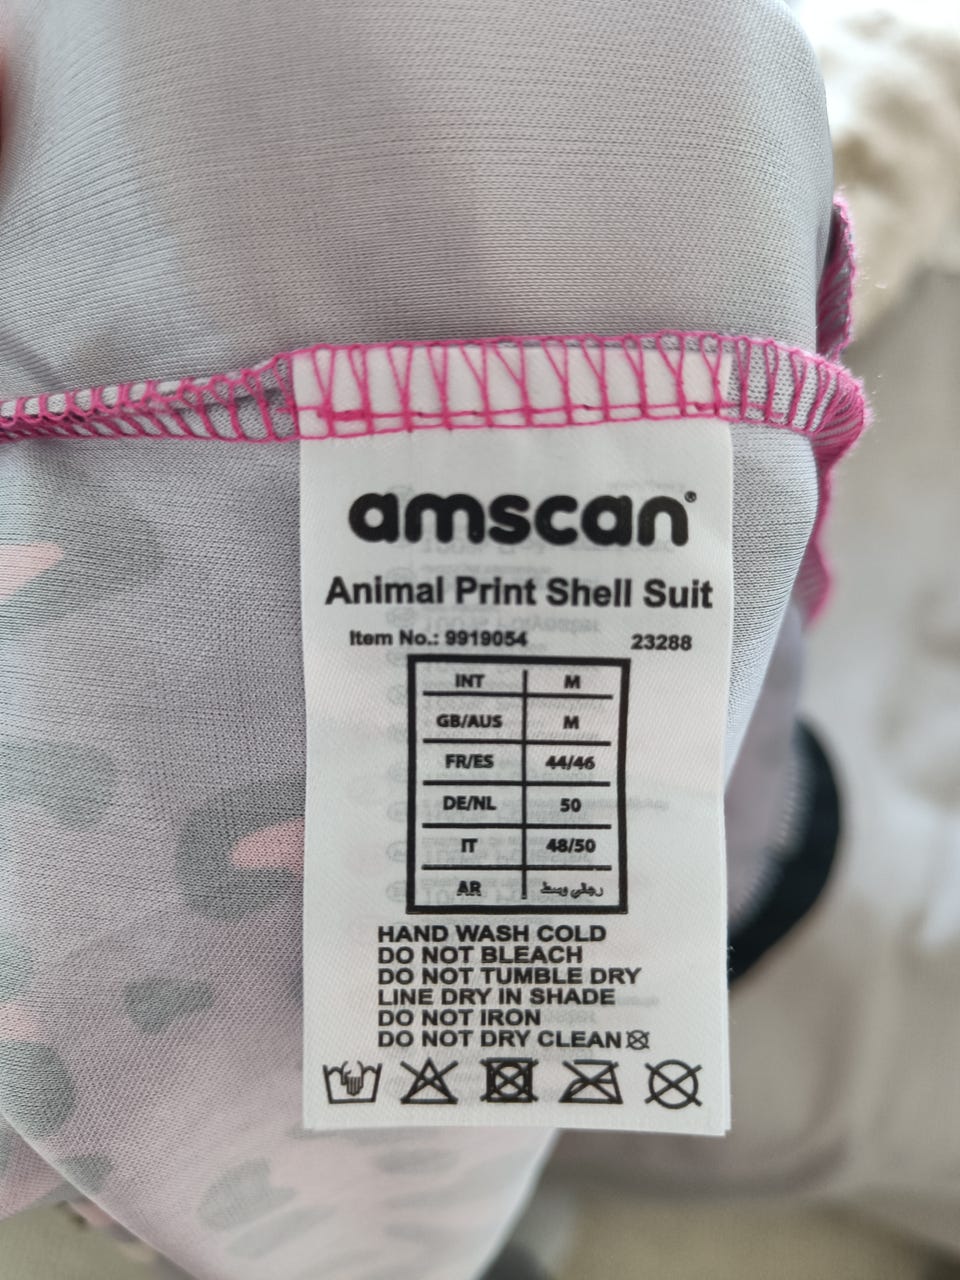 amscan®
Animal Print Shell Suit
Item No.: 9919054 23288
INT M
GB/AUS M
FR/ES 44/46
DE/NL 50
IT 48/50
AR رجالي وسط
HAND WASH COLD
DO NOT BLEACH
DO NOT TUMBLE DRY
LINE DRY IN SHADE
DO NOT IRON
DO NOT DRY CLEAN